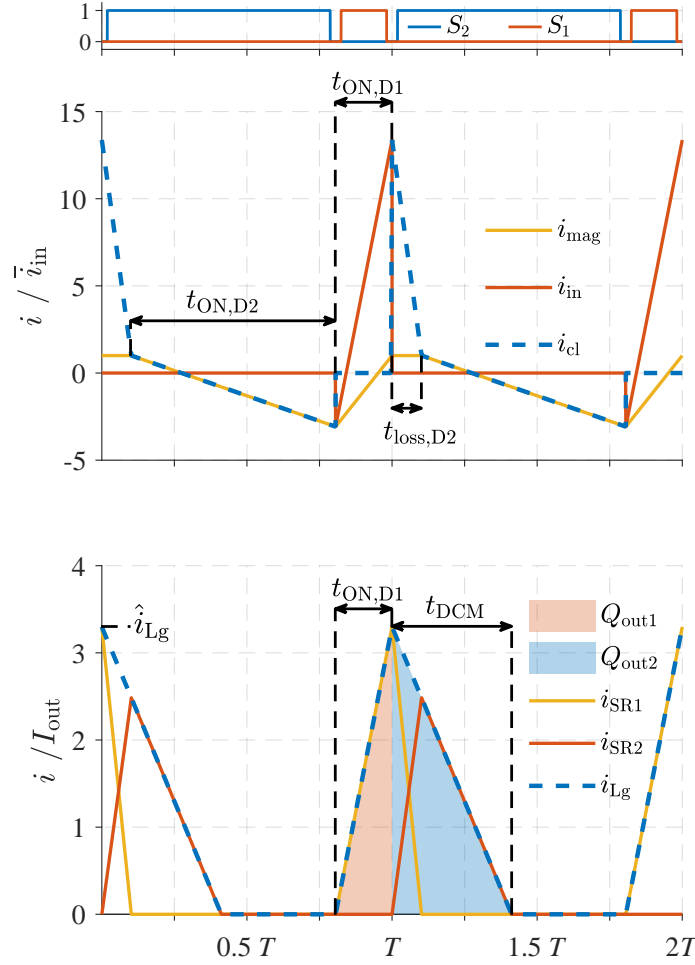 1
0
S₂ S₁
t_ON,D1
15
10
5
0
-5
i / i̅_in
t_ON,D2
i_mag
i_in
i_cl
t_loss,D2
4
3
2
1
0
i /I_out
î_Lg
t_ON,D1
t_DCM
Q_out1
Q_out2
i_SR1
i_SR2
i_Lg
0.5 T T 1.5 T 2T